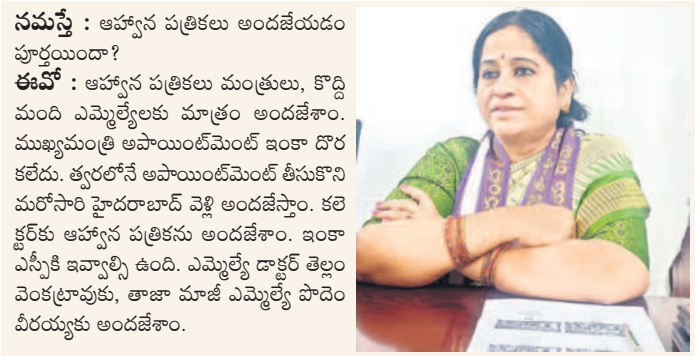 నమస్తే : ఆహ్వాన పత్రికలు అందజేయడం
పూర్తయిందా?
ఈవో : ఆహ్వాన పత్రికలు మంత్రులు, కొద్ది
మంది ఎమ్మెల్యేలకు మాత్రం అందజేశాం.
ముఖ్యమంత్రి అపాయింట్‌మెంట్ ఇంకా దొర
కలేదు. త్వరలోనే అపాయింట్‌మెంట్ తీసుకొని
మరోసారి హైదరాబాద్ వెళ్లి అందజేస్తాం. కలె
క్టర్‌కు ఆహ్వాన పత్రికను అందజేశాం. ఇంకా
ఎస్పీకి ఇవ్వాల్సి ఉంది. ఎమ్మెల్యే డాక్టర్ తెల్లం
వెంకట్రావుకు, తాజా మాజీ ఎమ్మెల్యే పొదెం
వీరయ్యకు అందజేశాం.